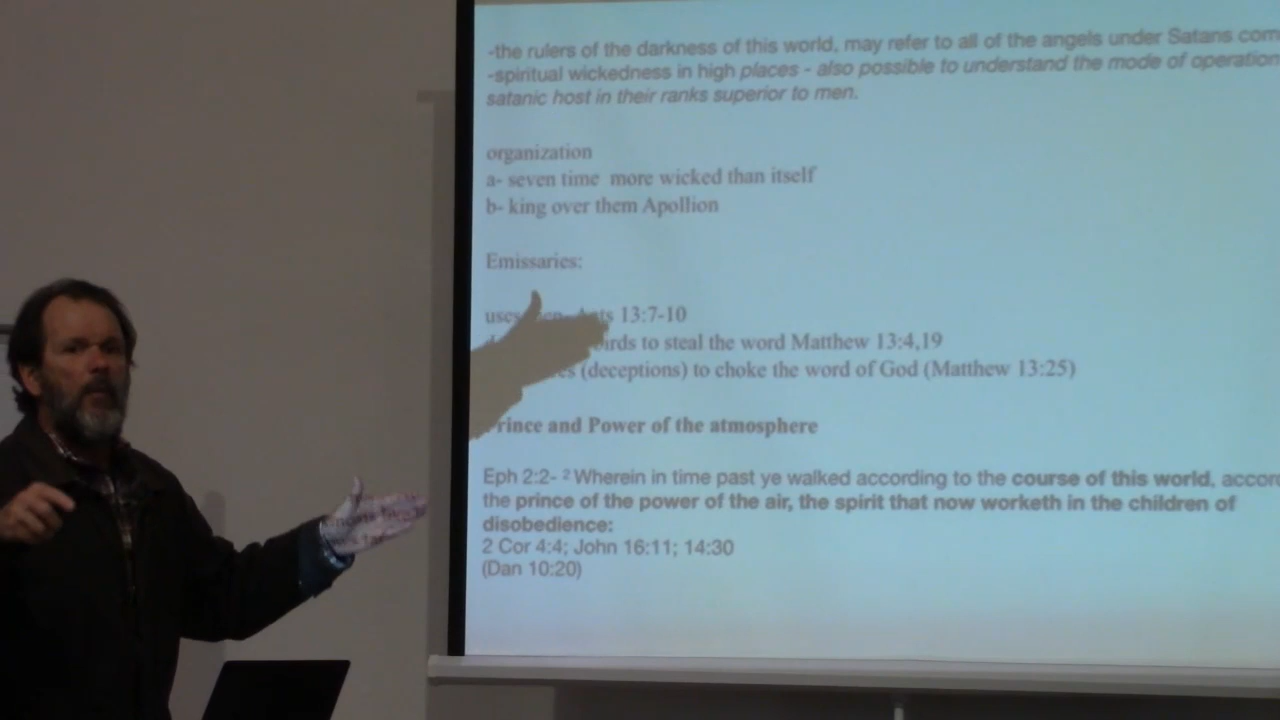 -the rulers of the darkness of this world, may refer to all of the angels under Satans com
-spiritual wickedness in high places - also possible to understand the mode of operation
satanic host in their ranks superior to men.
organization
a- seven time more wicked than itself
b- king over them Apollion
Emissaries:
uses 13:7-10
to steal the word Matthew 13:4,19
(deceptions) to choke the word of God (Matthew 13:25)
rince and Power of the atmosphere
Eph 2:2- ² Wherein in time past ye walked according to the course of this world, accor
the prince of the power of the air, the spirit that now worketh in the children of
disobedience:
2 Cor 4:4; John 16:11; 14:30
(Dan 10:20)